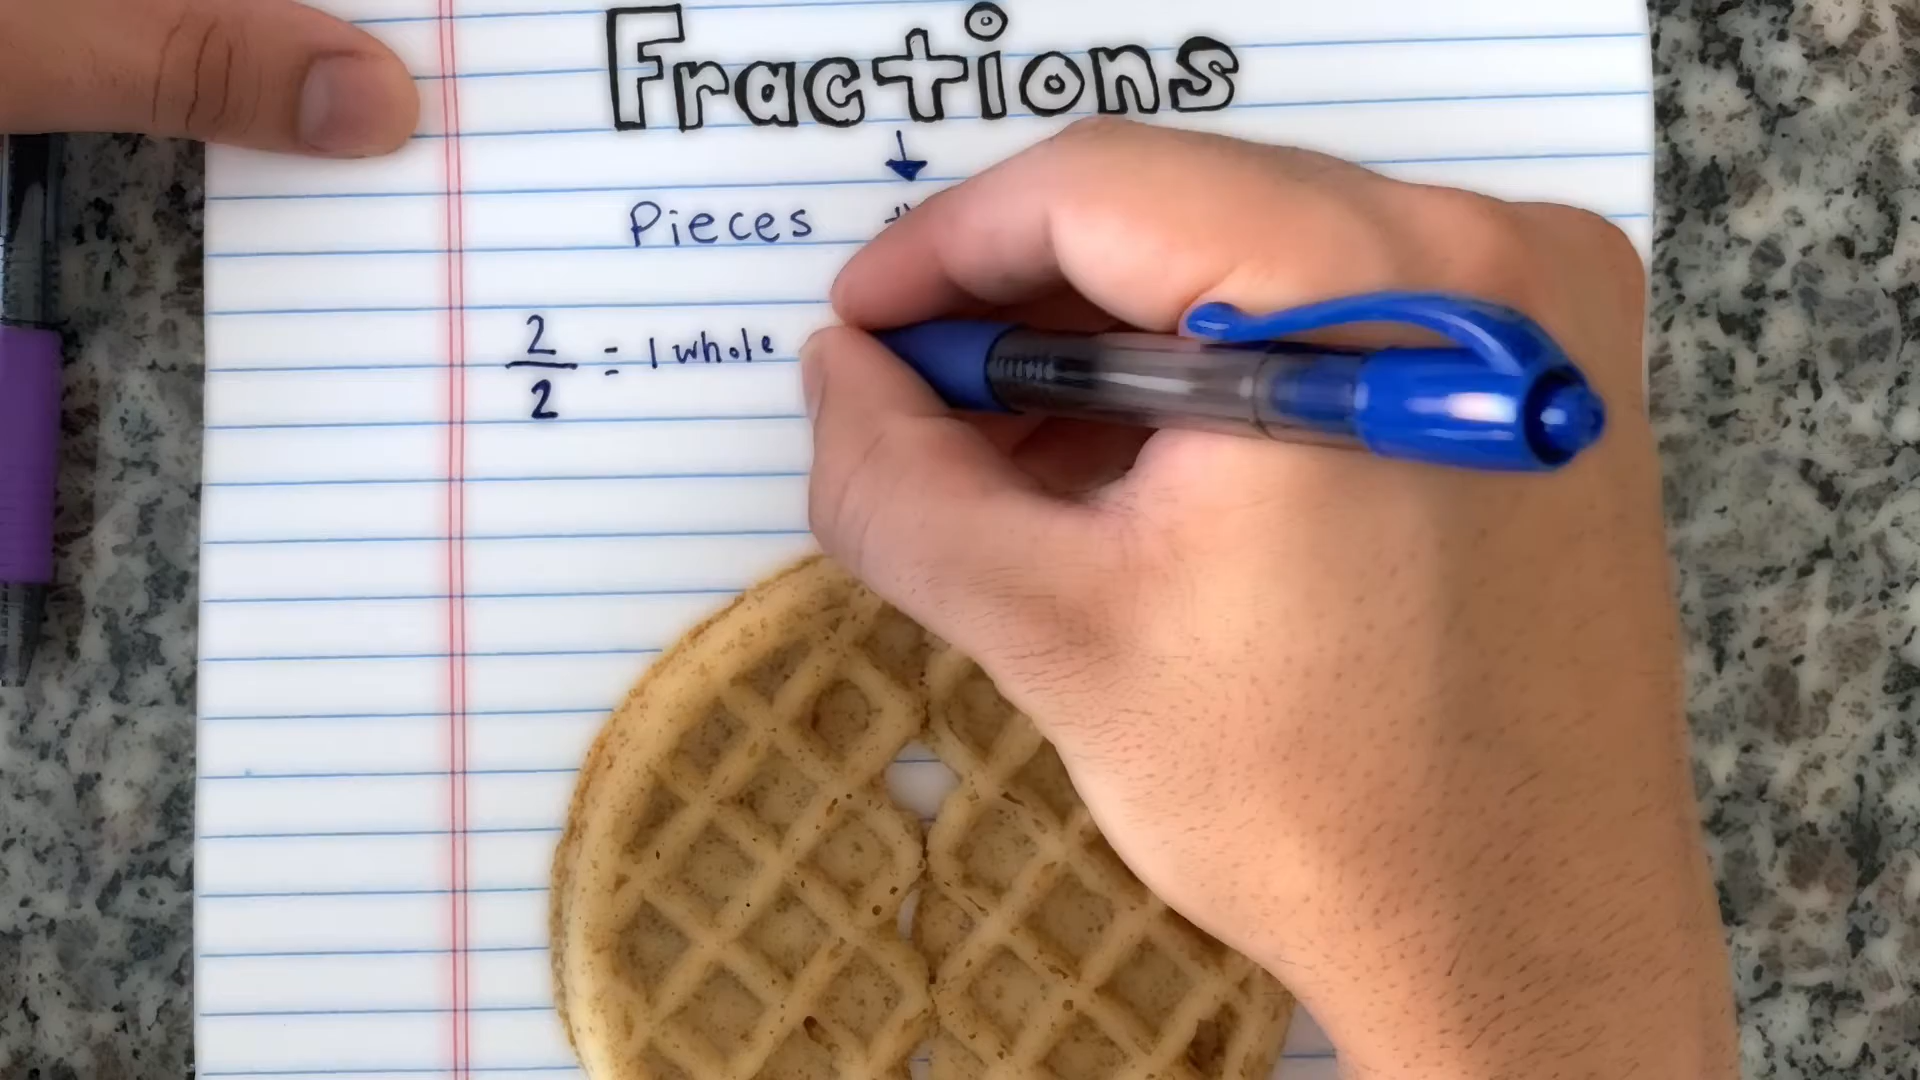 Fractions
Pieces
2/2 = 1 whole